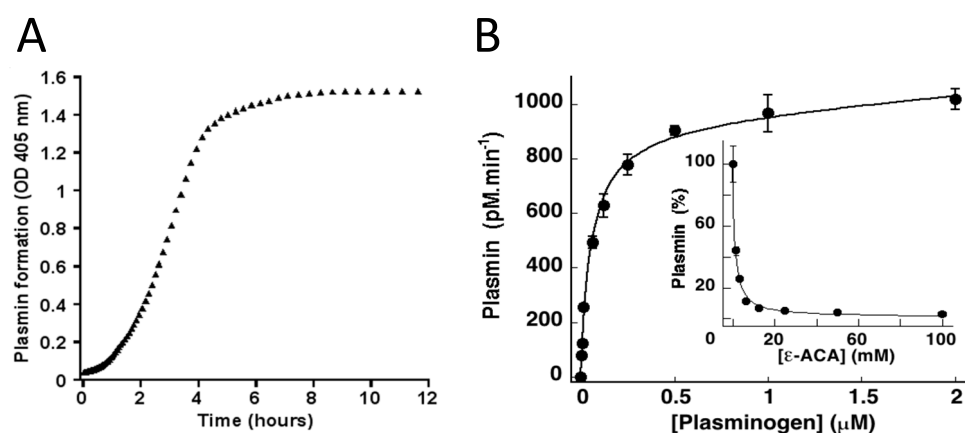 A
Plasmin formation (OD 405 nm)
1.6
1.4
1.2
1
0.8
0.6
0.4
0.2
0
0 2 4 6 8 10 12
Time (hours)
B
Plasmin (pM.min⁻¹)
1000
800
600
400
200
0
0 0.5 1 2
[Plasminogen] (μM)
Plasmin (%)
100
60
20
0
20 60 100
[ε-ACA] (mM)